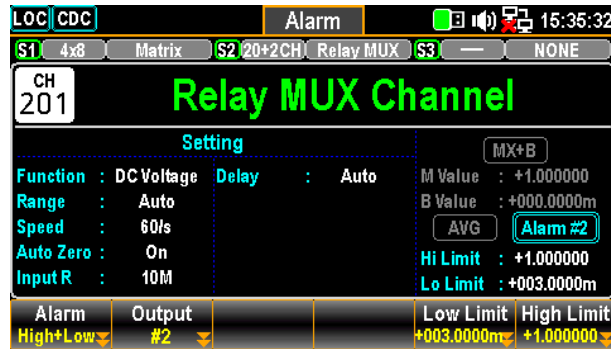 LOC CDC Alarm 15:35:32
S1 4x8 Matrix S2 20+2CH Relay MUX S3 — NONE
CH
201
Relay MUX Channel
Setting
Function : DC Voltage Delay : Auto
Range : Auto
Speed : 60/s
Auto Zero : On
Input R : 10M
MX+B
M Value : +1.000000
B Value : +000.0000m
AVG Alarm #2
Hi Limit : +1.000000
Lo Limit : +003.0000m
Alarm Output Low Limit High Limit
High+Low #2 +003.0000m +1.000000